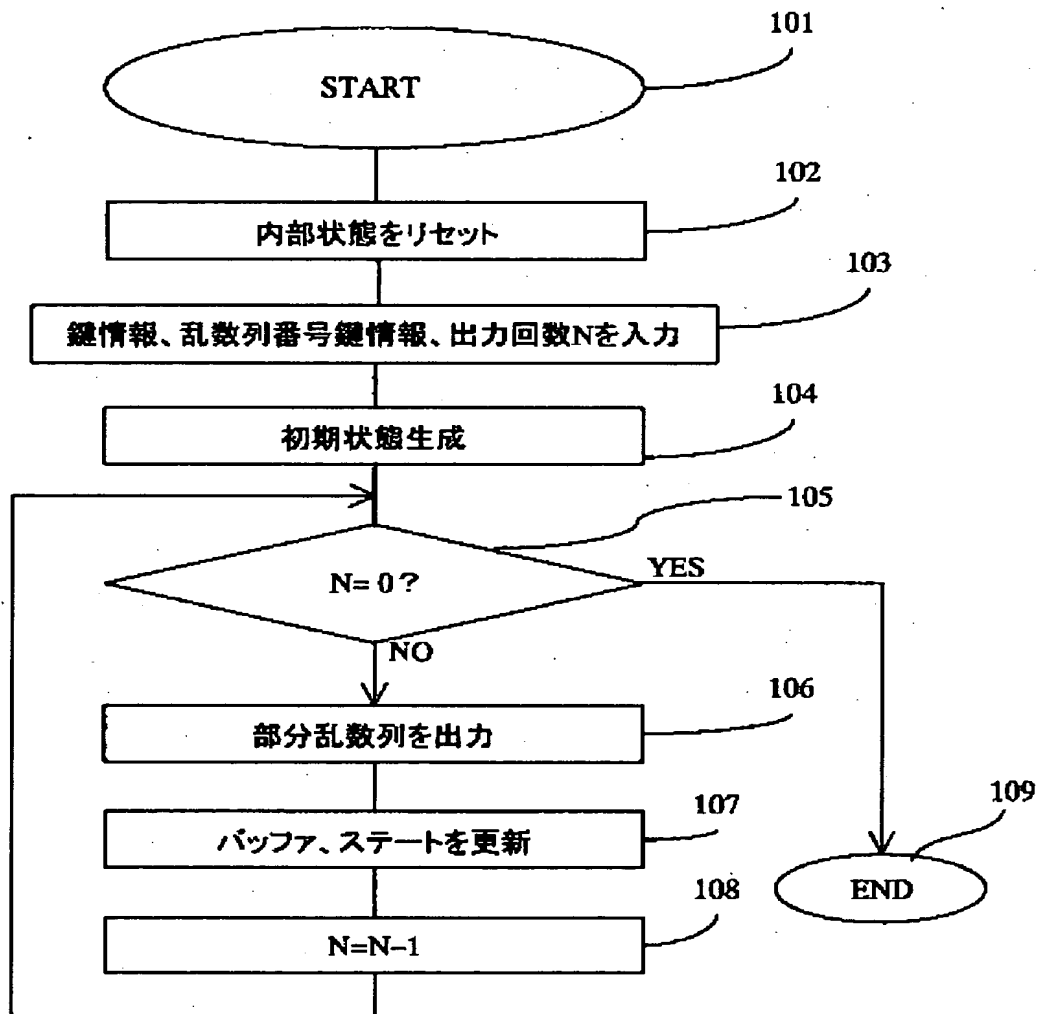 101
START
102
内部状態をリセット
103
鍵情報、乱数列番号鍵情報、出力回数Nを入力
104
初期状態生成
105
N= 0 ?
YES
NO
106
部分乱数列を出力
107
バッファ、ステートを更新
109
END
108
N=N–1